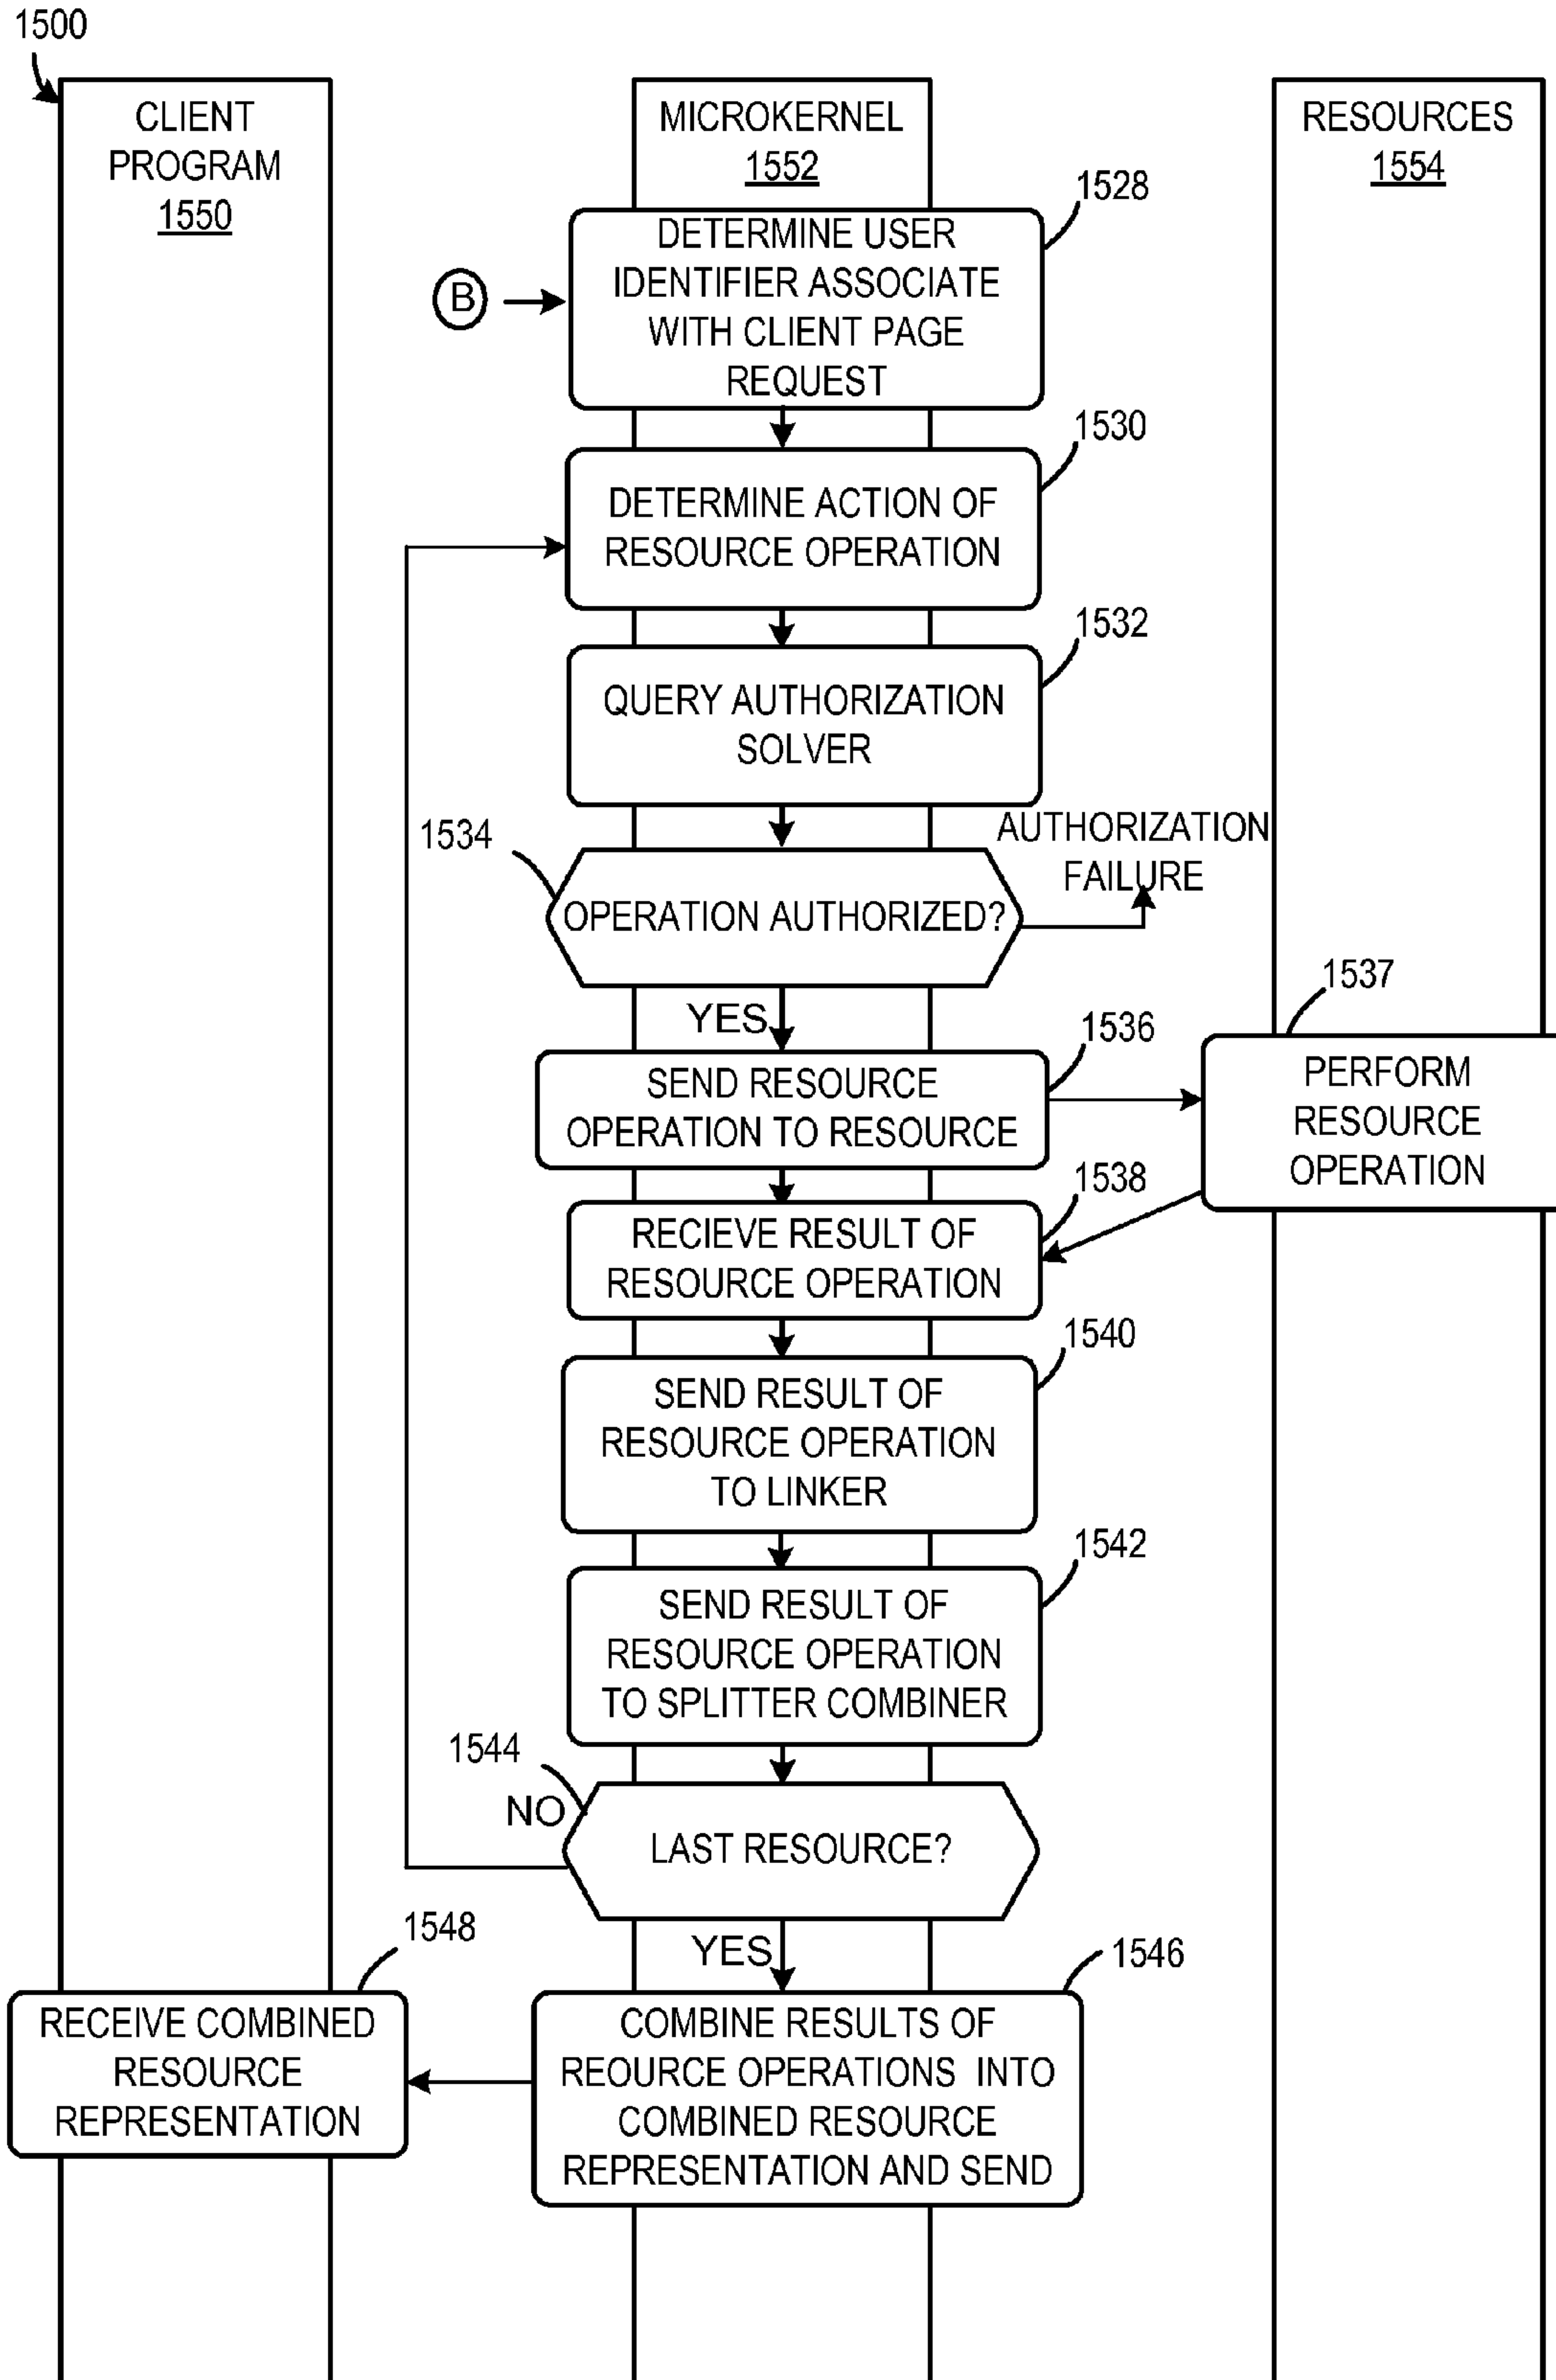 1500
CLIENT
PROGRAM
1550
MICROKERNEL
1552
RESOURCES
1554
1528
DETERMINE USER
IDENTIFIER ASSOCIATE
WITH CLIENT PAGE
REQUEST
B
1530
DETERMINE ACTION OF
RESOURCE OPERATION
1532
QUERY AUTHORIZATION
SOLVER
1534
AUTHORIZATION
FAILURE
OPERATION AUTHORIZED?
YES
1536
SEND RESOURCE
OPERATION TO RESOURCE
1537
PERFORM
RESOURCE
OPERATION
1538
RECIEVE RESULT OF
RESOURCE OPERATION
1540
SEND RESULT OF
RESOURCE OPERATION
TO LINKER
1542
SEND RESULT OF
RESOURCE OPERATION
TO SPLITTER COMBINER
1544
NO
LAST RESOURCE?
YES
1548
RECEIVE COMBINED
RESOURCE
REPRESENTATION
1546
COMBINE RESULTS OF
REOURCE OPERATIONS INTO
COMBINED RESOURCE
REPRESENTATION AND SEND